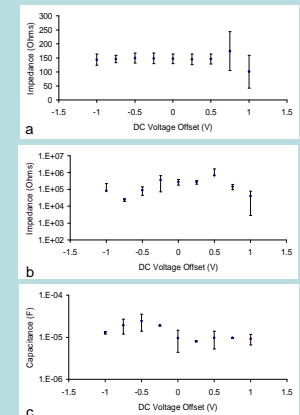 Impedance (Ohms)
300
250
200
150
100
50
0
-1.5 -1 -0.5 0 0.5 1 1.5
DC Voltage Offset (V)
a
Impedance (Ohms)
1.E+07
1.E+06
1.E+05
1.E+04
1.E+03
1.E+02
-1.5 -1 -0.5 0 0.5 1 1.5
DC Voltage Offset (V)
b
Capacitance (F)
1.E-04
1.E-05
1.E-06
-1.5 -1 -0.5 0 0.5 1 1.5
DC Voltage Offset (V)
c